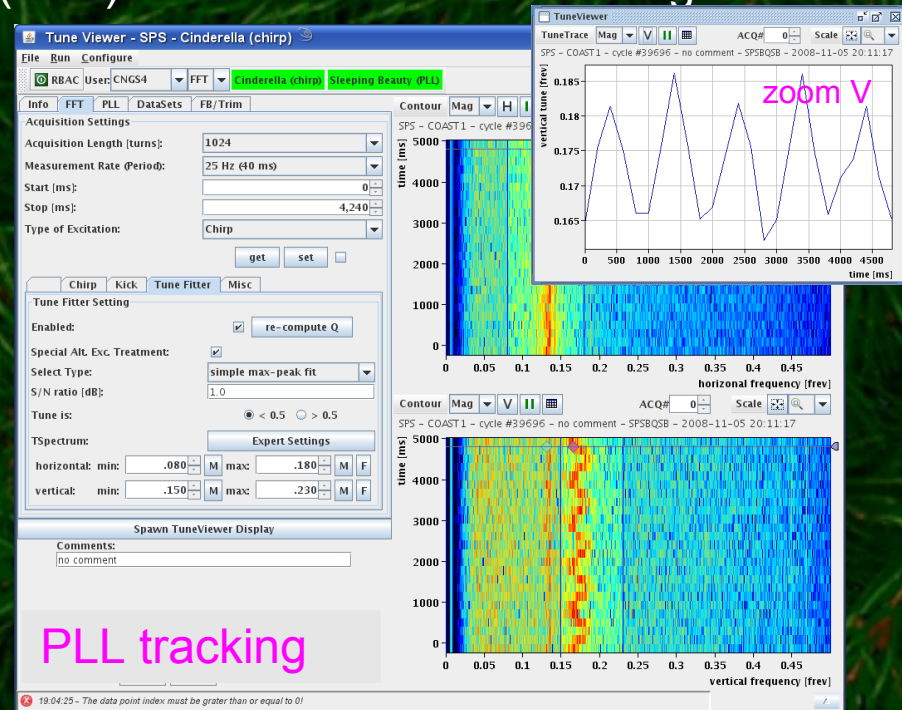 Tune Viewer - SPS - Cinderella (chirp)
File Run Configure
RBAC User: CNGS4 FFT Cinderella (chirp) Sleeping Beauty (PLL)
Info FFT PLL DataSets FB/Trim
Acquisition Settings
Acquisition Length [turns]: 1024
Measurement Rate (Period): 25 Hz (40 ms)
Start [ms]: 0
Stop [ms]: 4,240
Type of Excitation: Chirp
get set
Chirp Kick Tune Fitter Misc
Tune Fitter Setting
Enabled: re-compute Q
Special Alt. Exc. Treatment:
Select Type: simple max-peak fit
S/N ratio [dB]: 1.0
Tune is: < 0.5 > 0.5
TSpectrum: Expert Settings
horizontal: min: .080 M max: .180 M F
vertical: min: .150 M max: .230 M F
Spawn TuneViewer Display
Comments:
no comment
PLL tracking
19:04:25 - The data point index must be grater than or equal to 0!
TuneViewer
TuneTrace Mag V ACQ# 0 Scale
SPS - COAST1 - cycle #39696 - no comment - SPSBQSB - 2008-11-05 20:11:17
zoom V
vertical tune [frev]
0.185
0.18
0.175
0.17
0.165
0 500 1000 1500 2000 2500 3000 3500 4000 4500
time [ms]
Contour Mag H
SPS - COAST1 - cycle #396
time [ms]
5000
4000
3000
2000
1000
0
0 0.05 0.1 0.15 0.2 0.25 0.3 0.35 0.4 0.45
horizonal frequency [frev]
Contour Mag V ACQ# 0 Scale
SPS - COAST1 - cycle #39696 - no comment - SPSBQSB - 2008-11-05 20:11:17
time [ms]
5000
4000
3000
2000
1000
0
0 0.05 0.1 0.15 0.2 0.25 0.3 0.35 0.4 0.45
vertical frequency [frev]